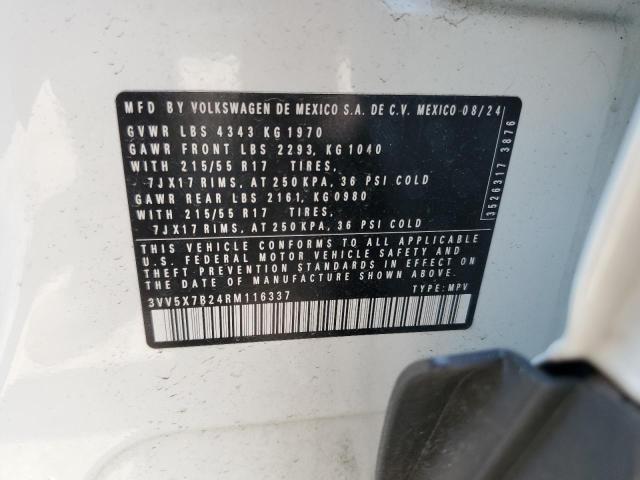 MFD BY VOLKSWAGEN DE MEXICO S.A. DE C.V. MEXICO 08/24
GVWR LBS 4343 KG 1970
GAWR FRONT LBS 2293, KG 1040
WITH 215/55 R17 TIRES,
7JX17 RIMS, AT 250 KPA, 36 PSI COLD
GAWR REAR LBS 2161, KG 0980
WITH 215/55 R17 TIRES,
7JX17 RIMS, AT 250 KPA, 36 PSI COLD
THIS VEHICLE CONFORMS TO ALL APPLICABLE
U.S. FEDERAL MOTOR VEHICLE SAFETY AND
THEFT PREVENTION STANDARDS IN EFFECT ON
THE DATE OF MANUFACTURE SHOWN ABOVE
3VV5X7B24RM116337 TYPE: MPV
3526317 3876